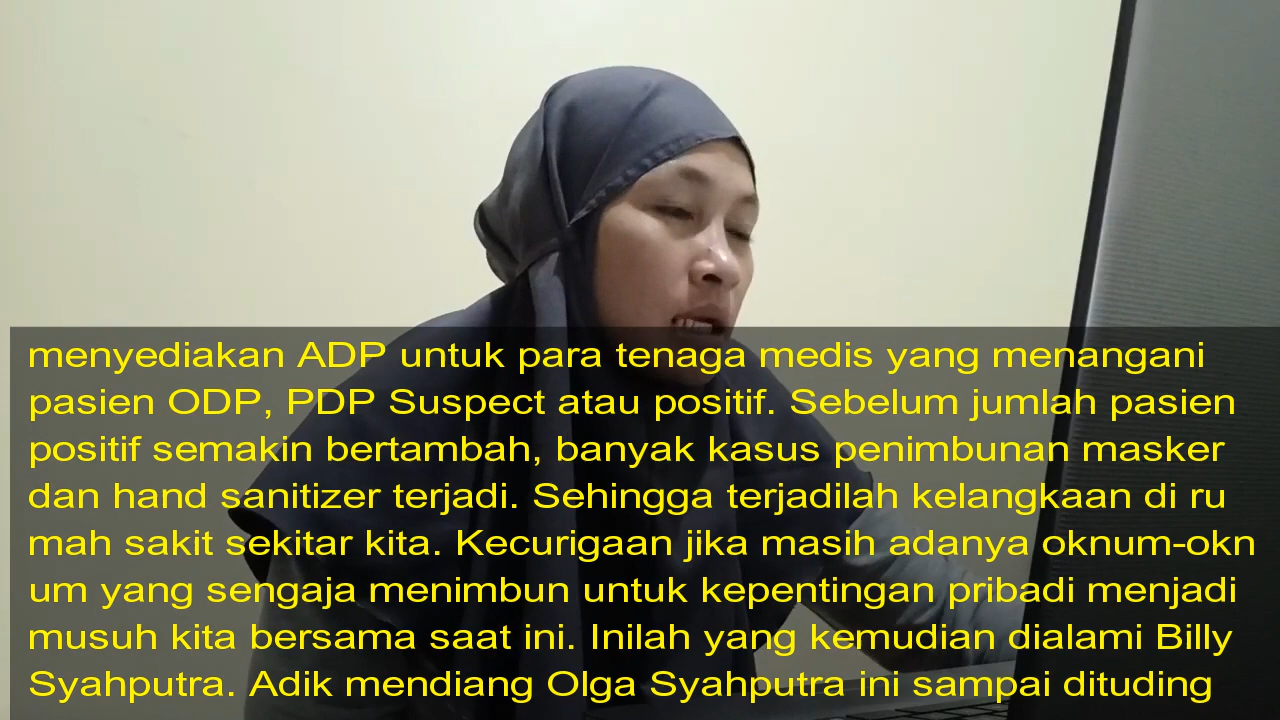 menyediakan ADP untuk para tenaga medis yang menangani
pasien ODP, PDP Suspect atau positif. Sebelum jumlah pasien
positif semakin bertambah, banyak kasus penimbunan masker
dan hand sanitizer terjadi. Sehingga terjadilah kelangkaan di ru
mah sakit sekitar kita. Kecurigaan jika masih adanya oknum-okn
um yang sengaja menimbun untuk kepentingan pribadi menjadi
musuh kita bersama saat ini. Inilah yang kemudian dialami Billy
Syahputra. Adik mendiang Olga Syahputra ini sampai dituding